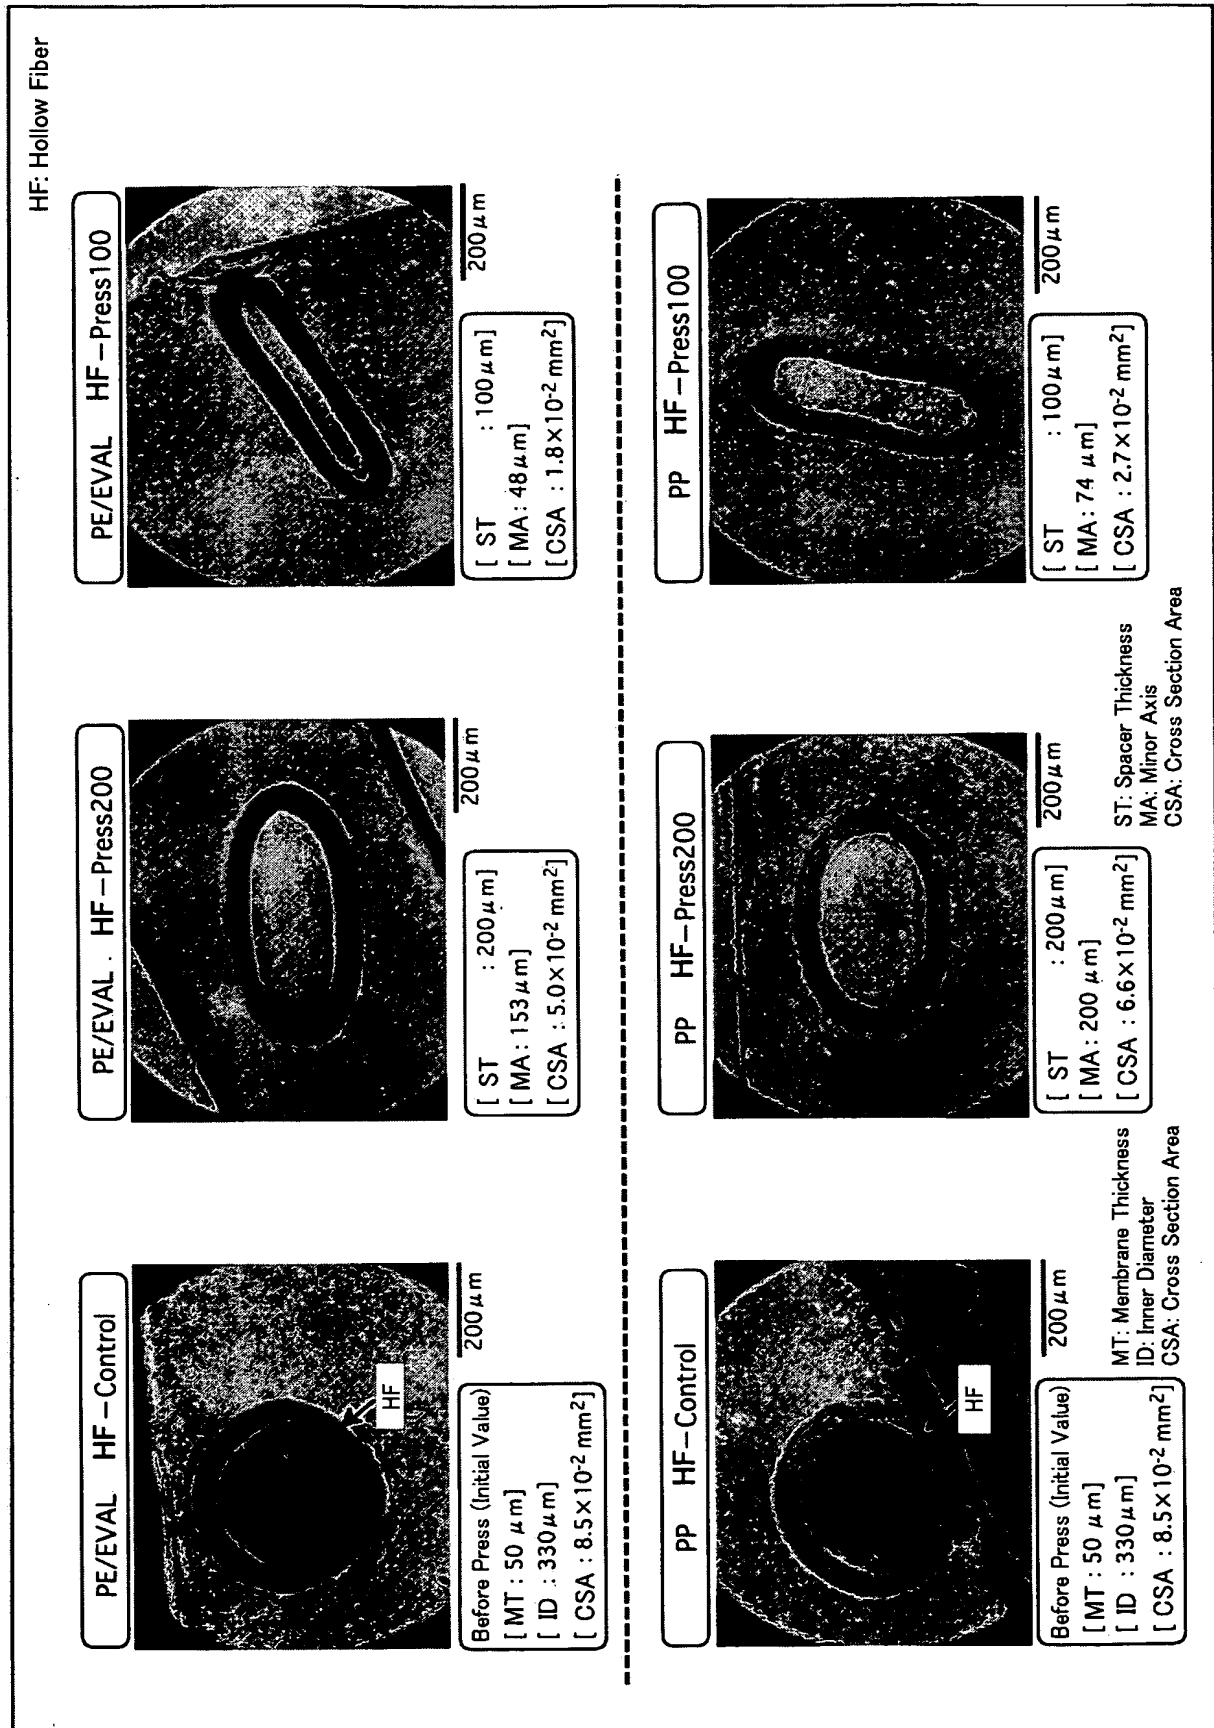 HF: Hollow Fiber
PE/EVAL HF-Control
HF
200μm
Before Press (Initial Value)
[ MT : 50 μm]
[ ID : 330μm]
[ CSA : 8.5×10⁻² mm²]
PE/EVAL . HF-Press200
200μm
[ ST : 200μm]
[ MA : 153μm]
[CSA : 5.0×10⁻² mm²]
PE/EVAL HF-Press100
200μm
[ ST : 100μm]
[ MA : 48μm]
[CSA : 1.8×10⁻² mm²]
PP HF-Control
HF
200μm
Before Press (Initial Value)
[ MT : 50 μm]
[ ID : 330μm]
[ CSA : 8.5×10⁻² mm²]
MT: Membrane Thickness
ID: Inner Diameter
CSA: Cross Section Area
PP HF-Press200
200μm
[ ST : 200μm]
[ MA : 200 μm]
[ CSA : 6.6×10⁻² mm²]
ST: Spacer Thickness
MA: Minor Axis
CSA: Cross Section Area
PP HF-Press100
200μm
[ ST : 100μm]
[ MA : 74 μm]
[ CSA : 2.7×10⁻² mm²]